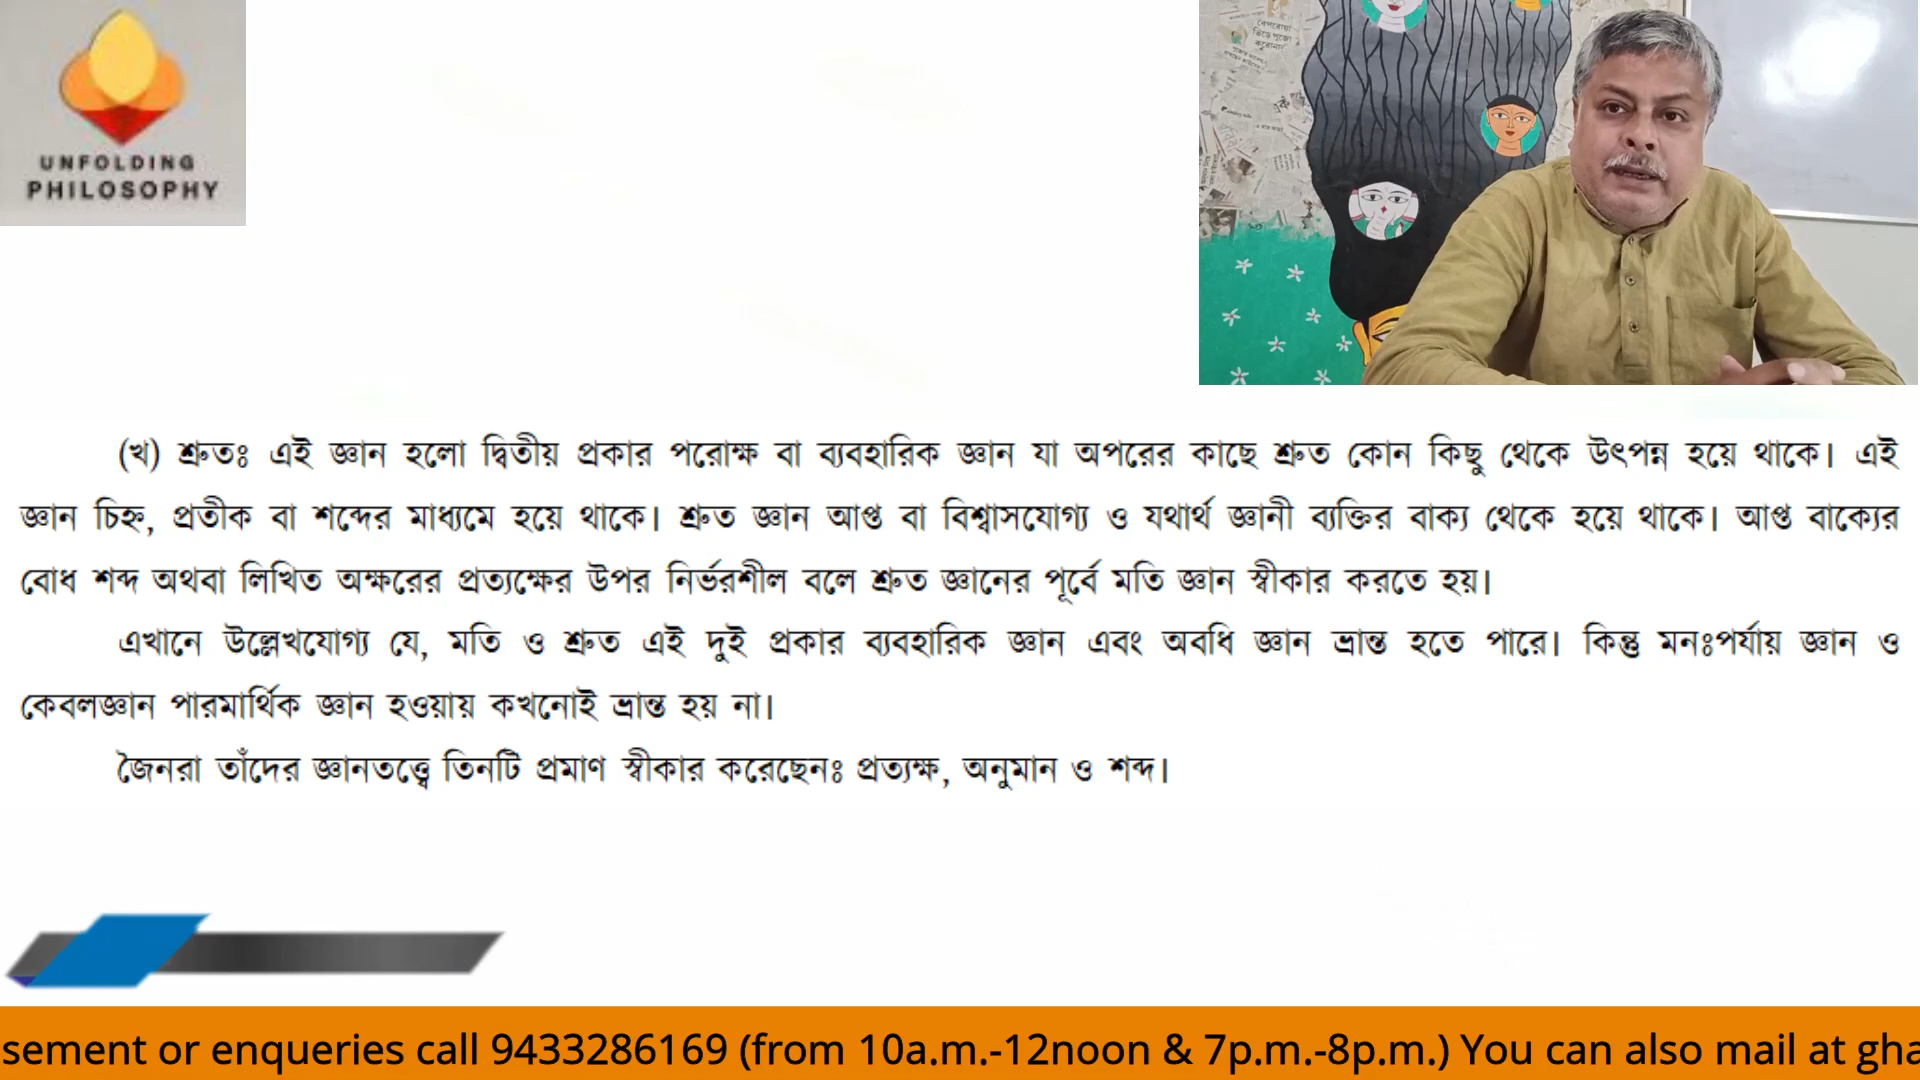 UNFOLDING
PHILOSOPHY
(খ) শ্রুতঃ এই জ্ঞান হলো দ্বিতীয় প্রকার পরোক্ষ বা ব্যবহারিক জ্ঞান যা অপরের কাছে শ্রুত কোন কিছু থেকে উৎপন্ন হয়ে থাকে। এই
জ্ঞান চিহ্ন, প্রতীক বা শব্দের মাধ্যমে হয়ে থাকে। শ্রুত জ্ঞান আপ্ত বা বিশ্বাসযোগ্য ও যথার্থ জ্ঞানী ব্যক্তির বাক্য থেকে হয়ে থাকে। আপ্ত বাক্যের
বোধ শব্দ অথবা লিখিত অক্ষরের প্রত্যক্ষের উপর নির্ভরশীল বলে শ্রুত জ্ঞানের পূর্বে মতি জ্ঞান স্বীকার করতে হয়।
এখানে উল্লেখযোগ্য যে, মতি ও শ্রুত এই দুই প্রকার ব্যবহারিক জ্ঞান এবং অবধি জ্ঞান ভ্রান্ত হতে পারে। কিন্তু মনঃপর্যায় জ্ঞান ও
কেবলজ্ঞান পারমার্থিক জ্ঞান হওয়ায় কখনোই ভ্রান্ত হয় না।
জৈনরা তাঁদের জ্ঞানতত্ত্বে তিনটি প্রমাণ স্বীকার করেছেনঃ প্রত্যক্ষ, অনুমান ও শব্দ।
sement or enqueries call 9433286169 (from 10a.m.-12noon & 7p.m.-8p.m.) You can also mail at gha